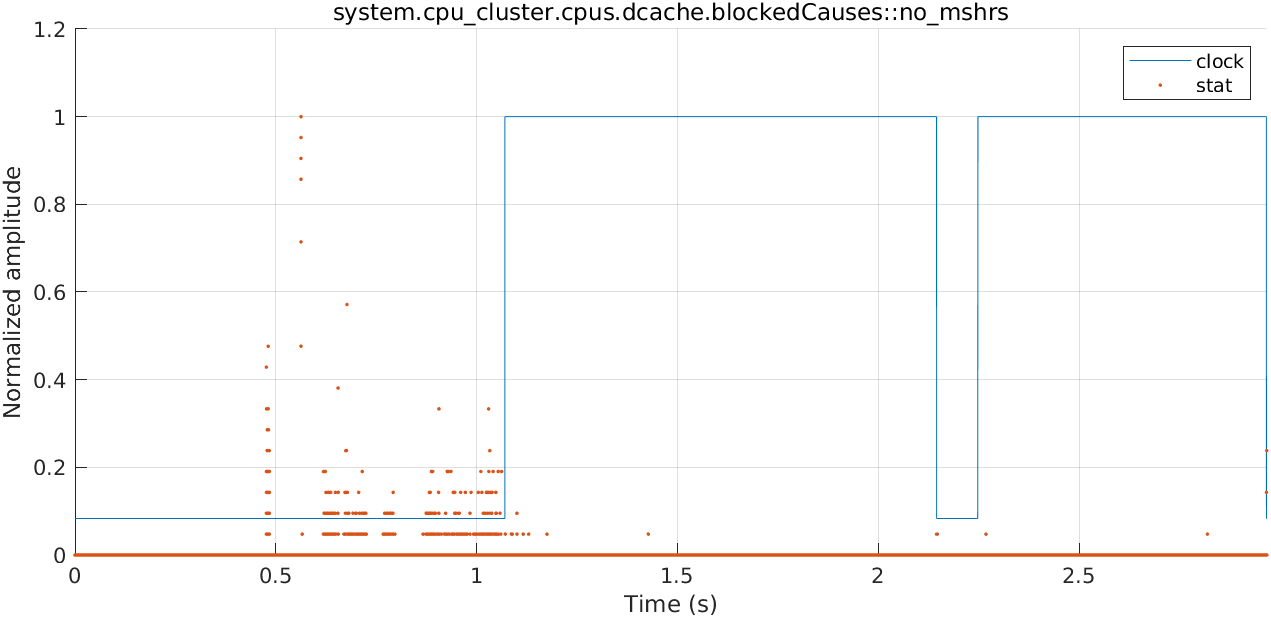 system.cpu_cluster.cpus.dcache.blockedCauses::no_mshrs
1.2
1
0.8
0.6
0.4
0.2
0
Normalized amplitude
clock
stat
0 0.5 1 1.5 2 2.5
Time (s)